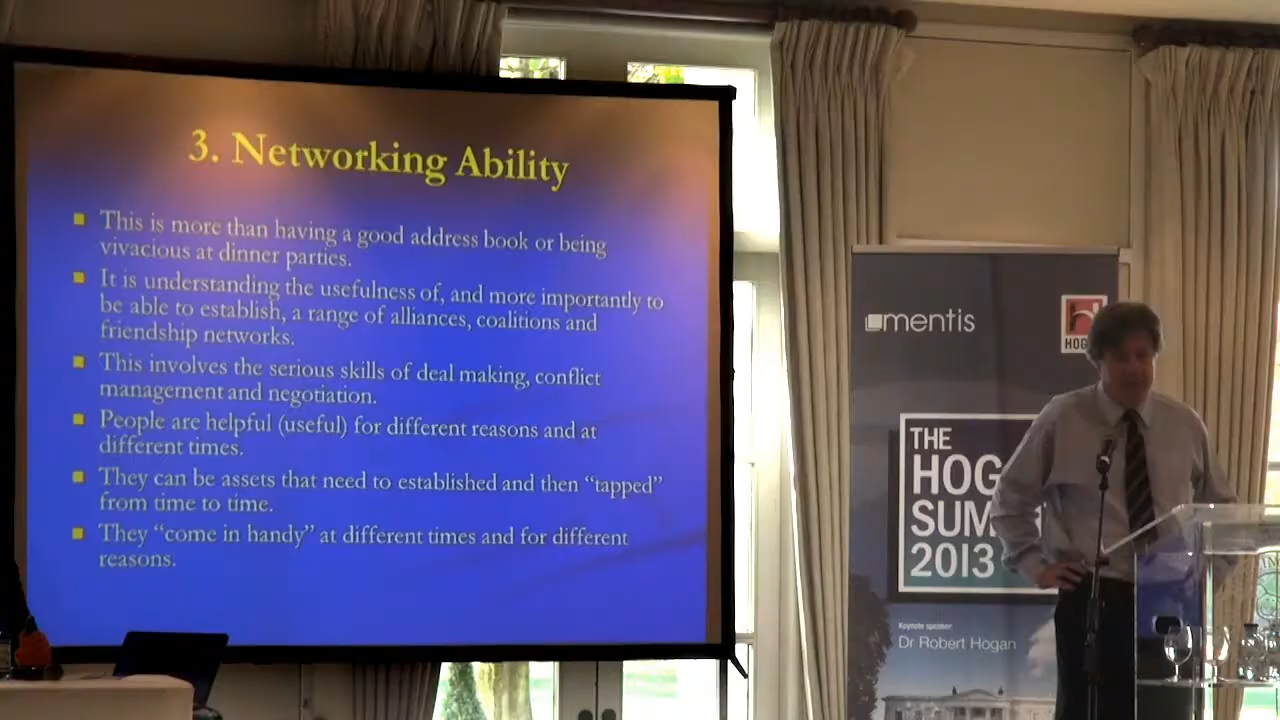 3. Networking Ability
This is more than having a good address book or being
vivacious at dinner parties.
It is understanding the usefulness of, and more importantly to
be able to establish, a range of alliances, coalitions and
friendship networks.
This involves the serious skills of deal making, conflict
management and negotiation.
People are helpful (useful) for different reasons and at
different times.
They can be assets that need to established and then “tapped”
from time to time.
They “come in handy” at different times and for different
reasons.
mentis
HOG
THE
HOG
SUM
2013
Keynote speaker
Dr Robert Hogan